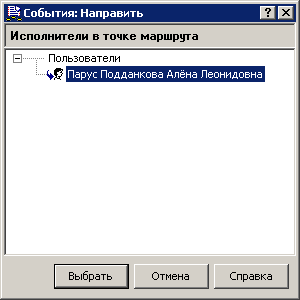 События: Направить
Исполнители в точке маршрута
Пользователи
Парус Подданкова Алёна Леонидовна
Выбрать Отмена Справка